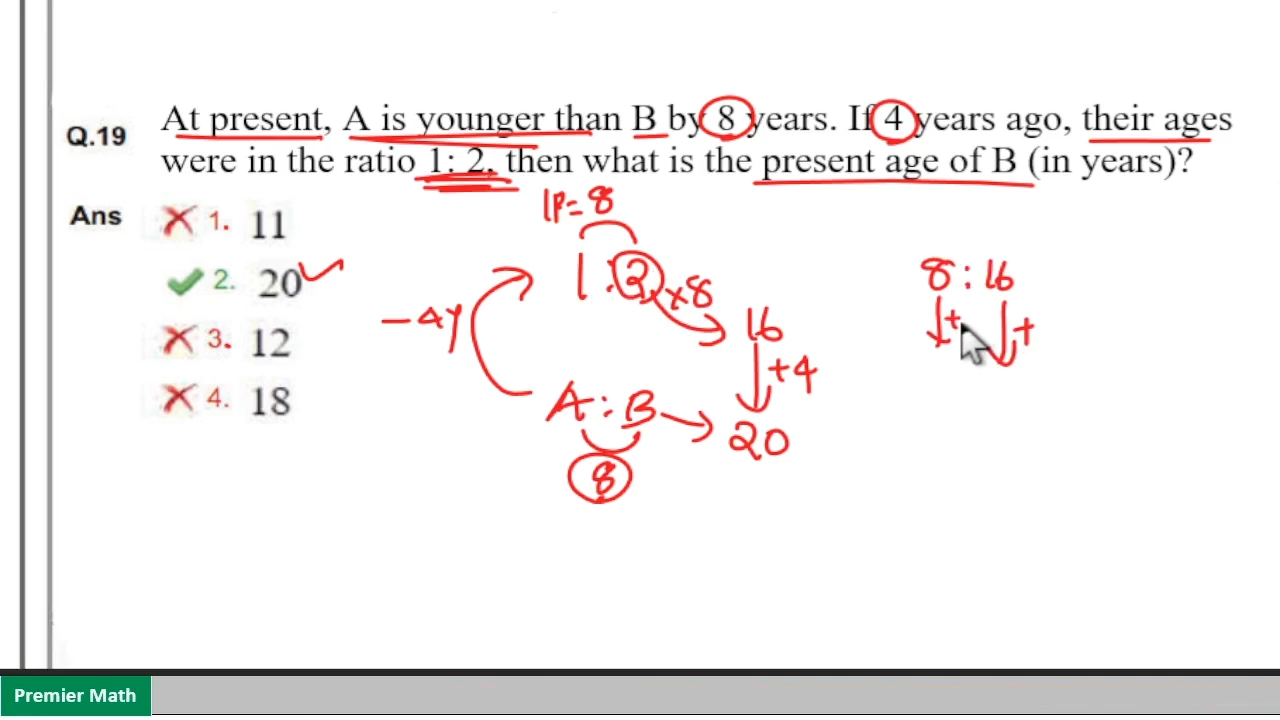 Q.19 At present, A is younger than B by 8 years. If 4 years ago, their ages
were in the ratio 1: 2, then what is the present age of B (in years)?
Ans
1. 11
2. 20
3. 12
4. 18
1P = 8
1 : 2
×8
16
+4
20
-4y
A : B
8
8 : 16
+ +
Premier Math